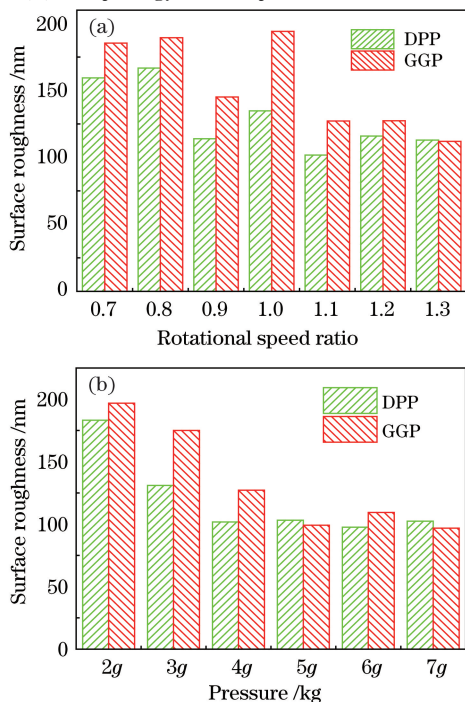 (a)
DPP
GGP
200
150
100
50
0
Surface roughness /nm
0.7 0.8 0.9 1.0 1.1 1.2 1.3
Rotational speed ratio
(b)
DPP
GGP
200
150
100
50
0
Surface roughness /nm
2g 3g 4g 5g 6g 7g
Pressure /kg